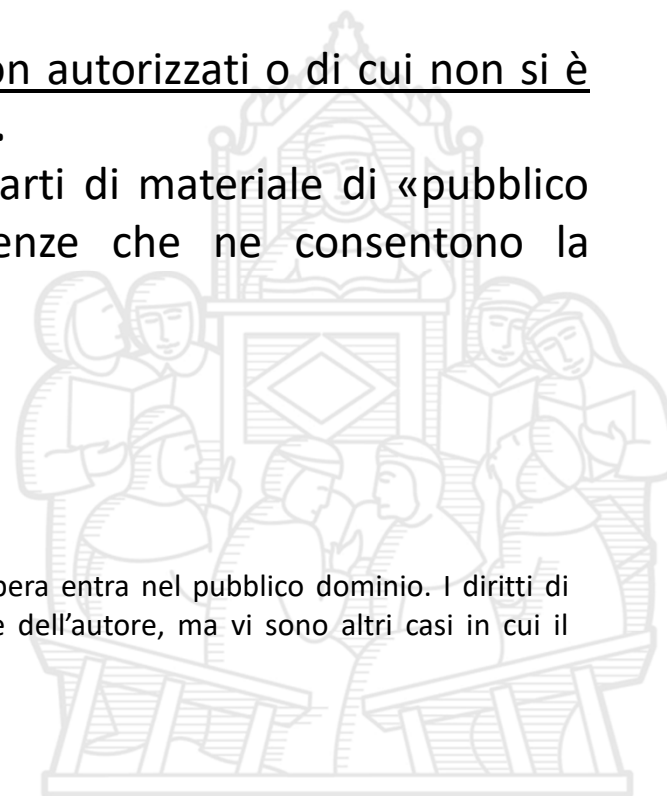 on autorizzati o di cui non si è
.
arti di materiale di «pubblico
enze che ne consentono la
pera entra nel pubblico dominio. I diritti di
e dell'autore, ma vi sono altri casi in cui il